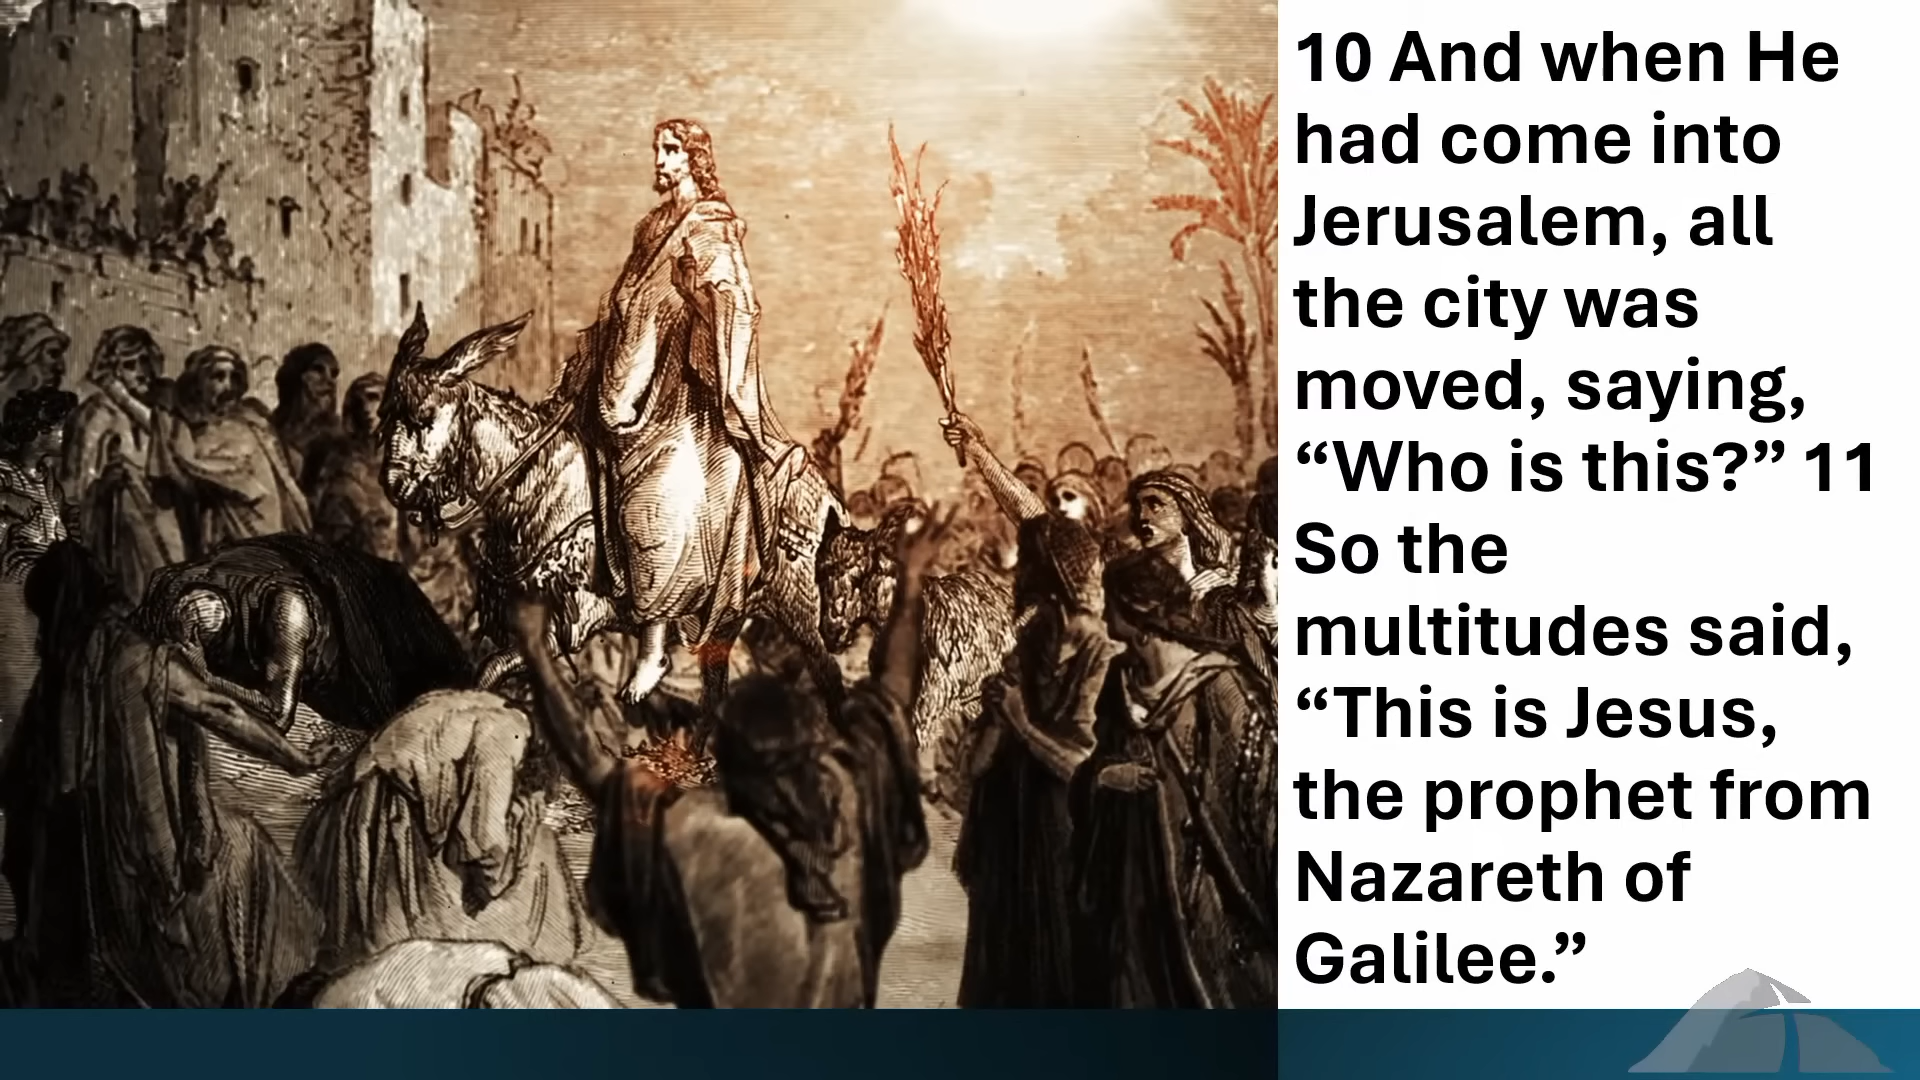 10 And when He
had come into
Jerusalem, all
the city was
moved, saying,
“Who is this?” 11
So the
multitudes said,
“This is Jesus,
the prophet from
Nazareth of
Galilee.”